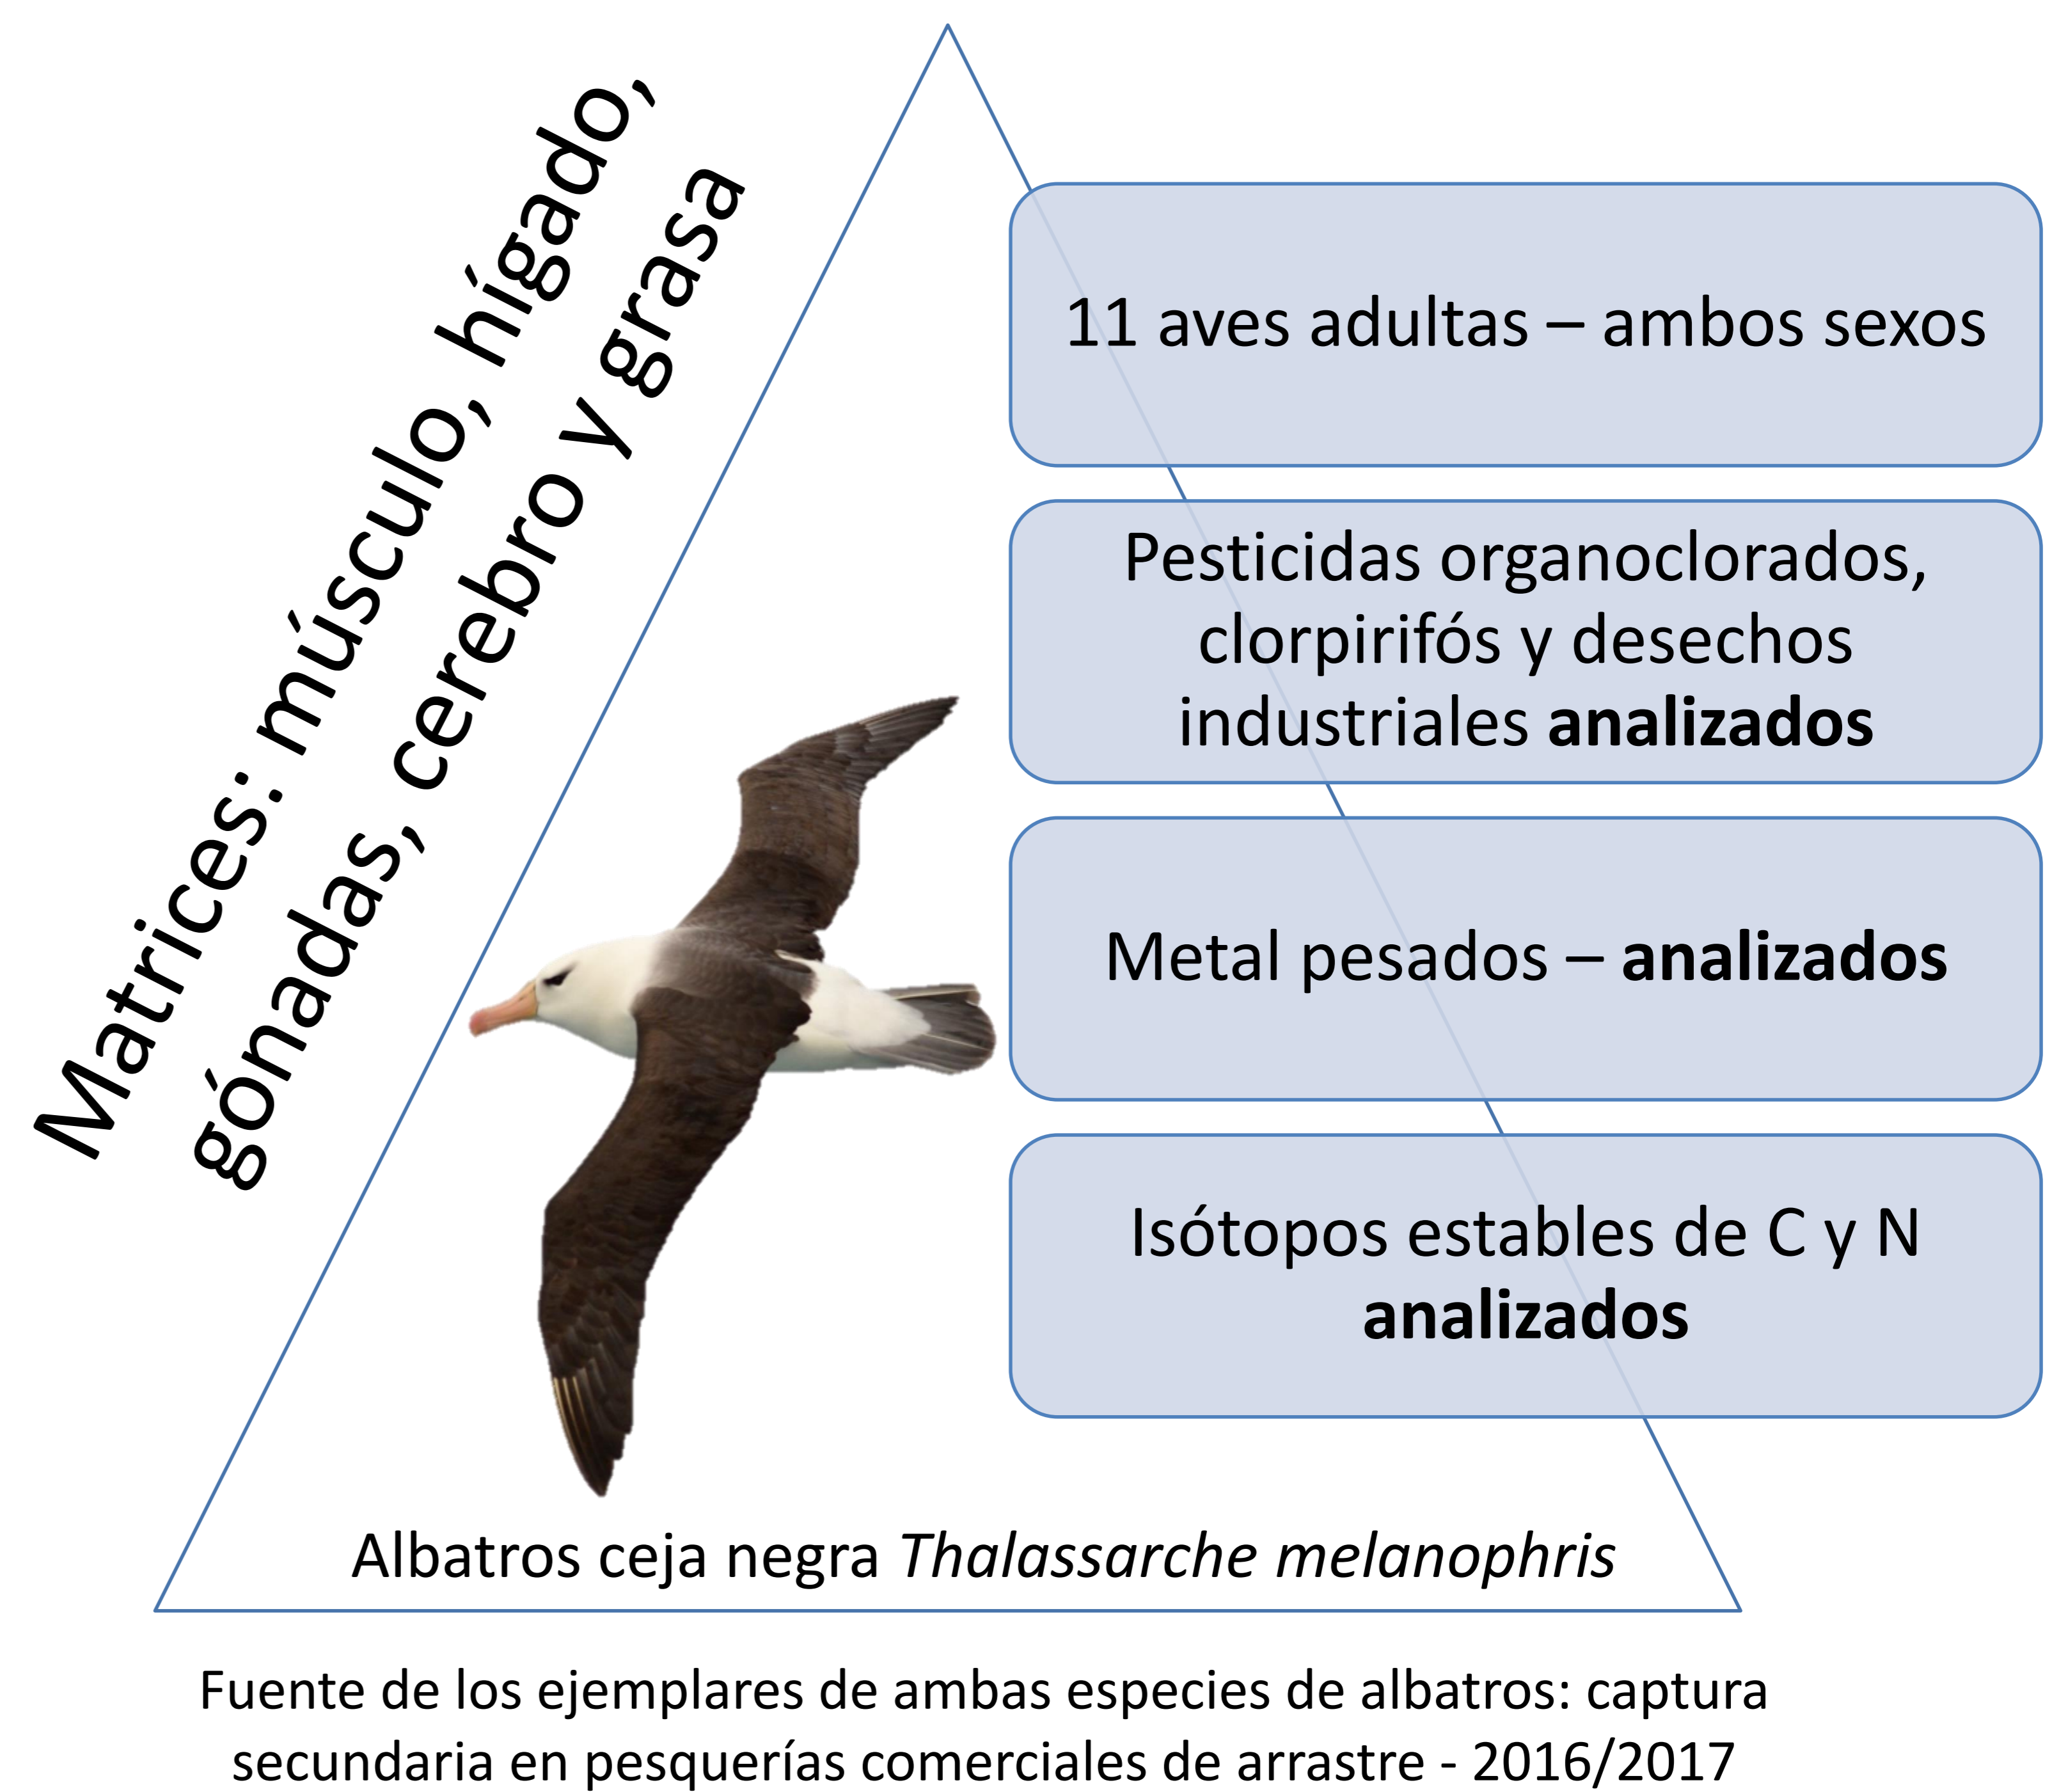 Matrices: músculo, hígado,
gónadas, cerebro y grasa
11 aves adultas – ambos sexos
Pesticidas organoclorados,
clorpirifós y desechos
industriales analizados
Metal pesados – analizados
Isótopos estables de C y N
analizados
Albatros ceja negra Thalassarche melanophris
Fuente de los ejemplares de ambas especies de albatros: captura
secundaria en pesquerías comerciales de arrastre - 2016/2017